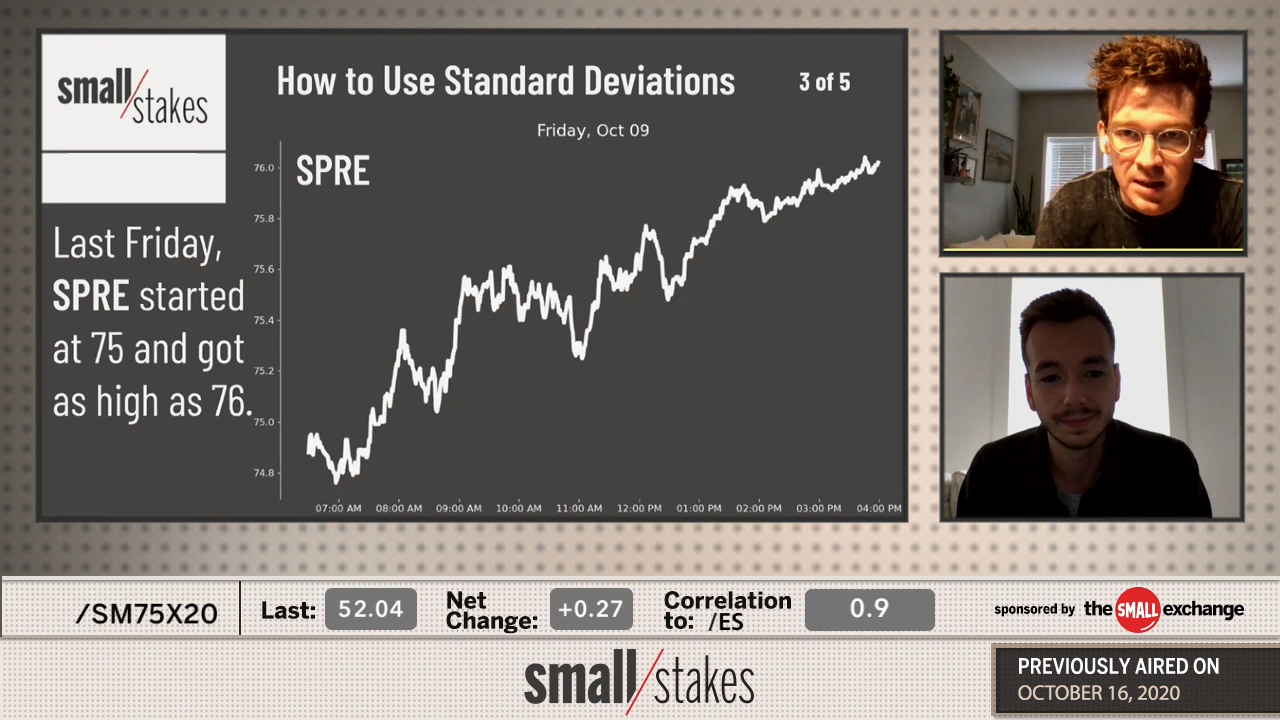 small/stakes
How to Use Standard Deviations
3 of 5
Friday, Oct 09
SPRE
Last Friday,
SPRE started
at 75 and got
as high as 76.
76.0
75.8
75.6
75.4
75.2
75.0
74.8
07:00 AM 08:00 AM 09:00 AM 10:00 AM 11:00 AM 12:00 PM 01:00 PM 02:00 PM 03:00 PM 04:00 PM
/SM75X20
Last: 52.04
Net
Change: +0.27
Correlation
to: /ES 0.9
sponsored by the SMALL exchange
small/stakes
PREVIOUSLY AIRED ON
OCTOBER 16, 2020